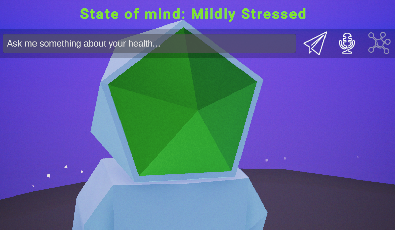 State of mind: Mildly Stressed
Ask me something about your health...